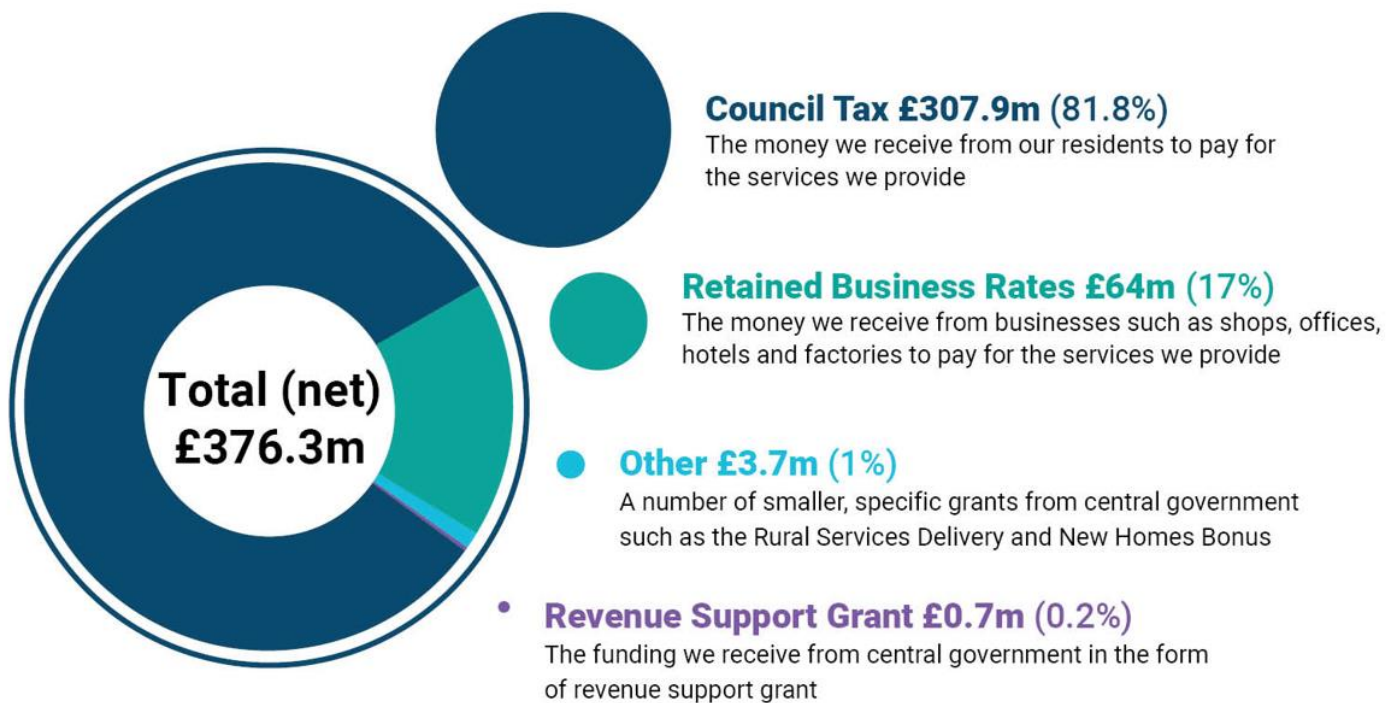 Council Tax £307.9m (81.8%)
The money we receive from our residents to pay for
the services we provide
Retained Business Rates £64m (17%)
The money we receive from businesses such as shops, offices,
hotels and factories to pay for the services we provide
Total (net)
£376.3m
Other £3.7m (1%)
A number of smaller, specific grants from central government
such as the Rural Services Delivery and New Homes Bonus
Revenue Support Grant £0.7m (0.2%)
The funding we receive from central government in the form
of revenue support grant